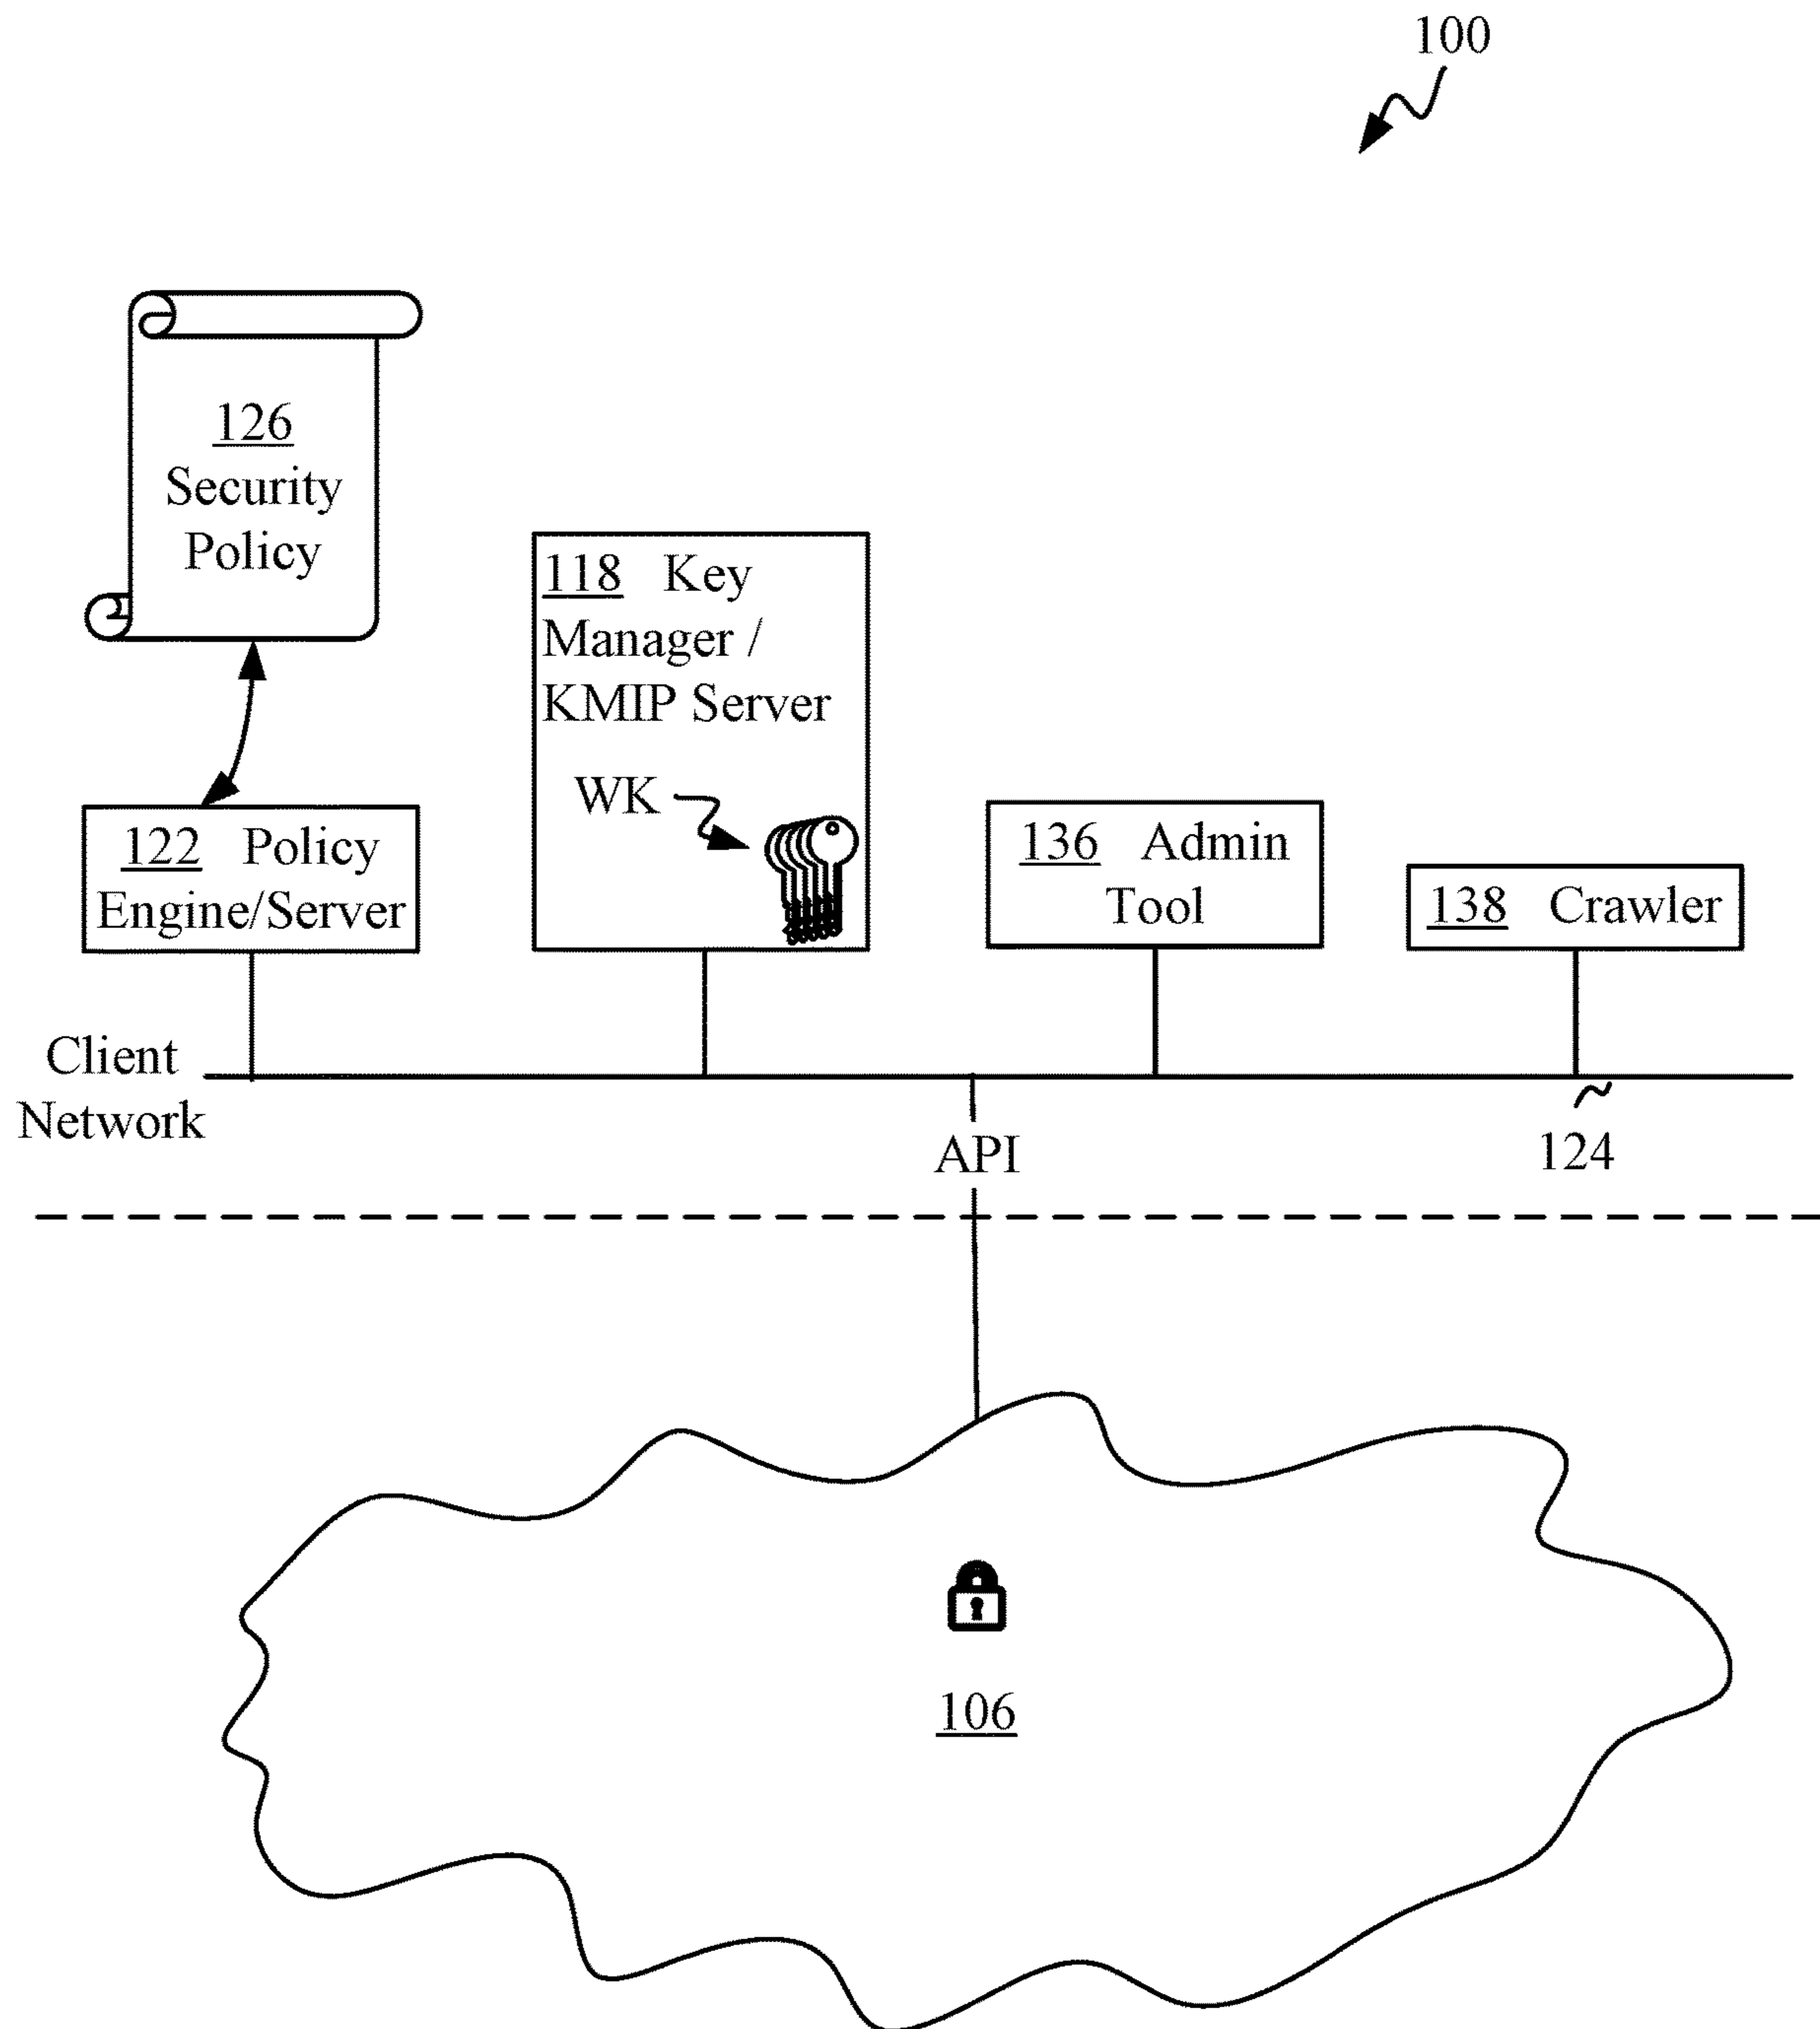 100
126
Security
Policy
118 Key
Manager /
KMIP Server
WK
122 Policy
Engine/Server
136 Admin
Tool
138 Crawler
Client
Network
API
124
106